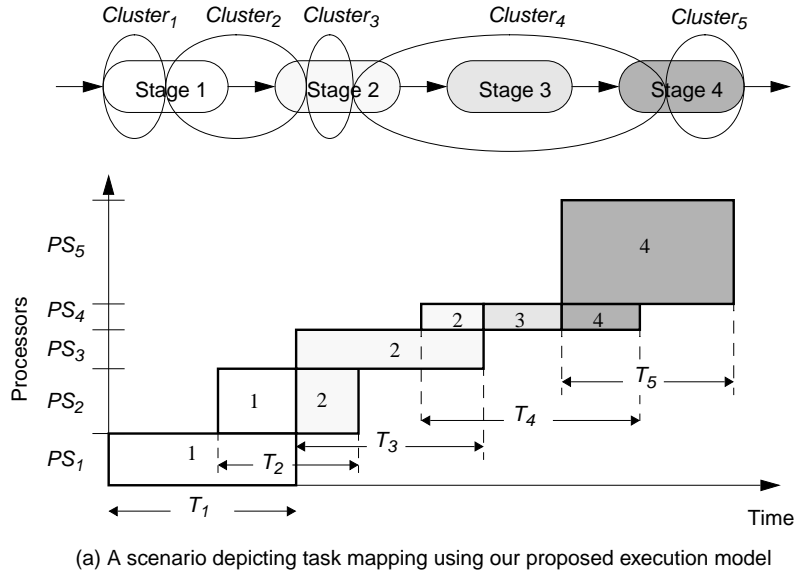 Cluster₁ Cluster₂ Cluster₃ Cluster₄ Cluster₅
Stage 1 Stage 2 Stage 3 Stage 4
Processors
PS₅ 4
PS₄ 2 3 4
PS₃ 2
T₅
PS₂ 1 2
T₄
T₃
PS₁ 1
T₂
T₁
Time
(a) A scenario depicting task mapping using our proposed execution model